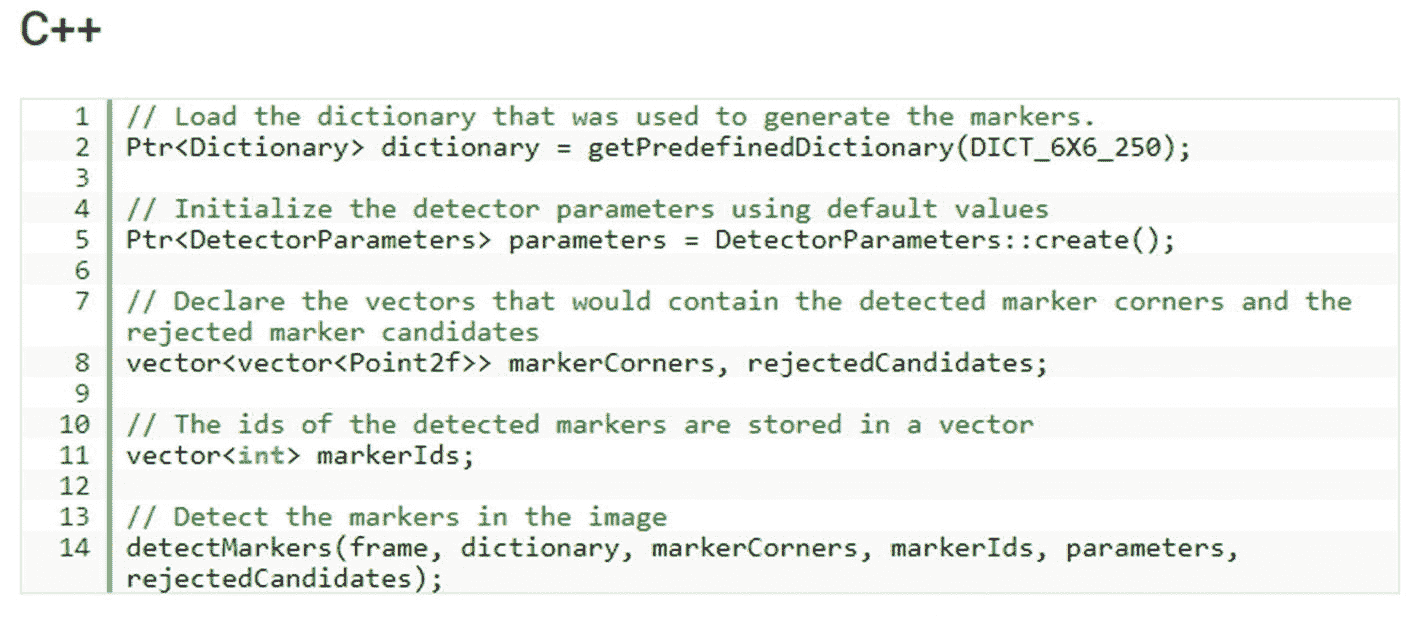 C++
1 // Load the dictionary that was used to generate the markers.
2 Ptr<Dictionary> dictionary = getPredefinedDictionary(DICT_6X6_250);
3
4 // Initialize the detector parameters using default values
5 Ptr<DetectorParameters> parameters = DetectorParameters::create();
6
7 // Declare the vectors that would contain the detected marker corners and the
rejected marker candidates
8 vector<vector<Point2f>> markerCorners, rejectedCandidates;
9
10 // The ids of the detected markers are stored in a vector
11 vector<int> markerIds;
12
13 // Detect the markers in the image
14 detectMarkers(frame, dictionary, markerCorners, markerIds, parameters,
rejectedCandidates);